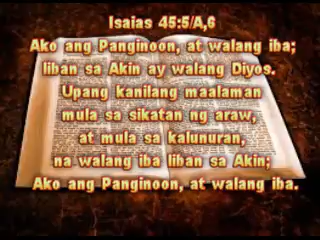 Isaias 45:5/A,6
Ako ang Panginoon, at walang iba;
liban sa Akin ay walang Diyos.
Upang kanilang maalaman
mula sa sikatan ng araw,
at mula sa kalunuran,
na walang iba liban sa Akin;
Ako ang Panginoon, at walang iba.